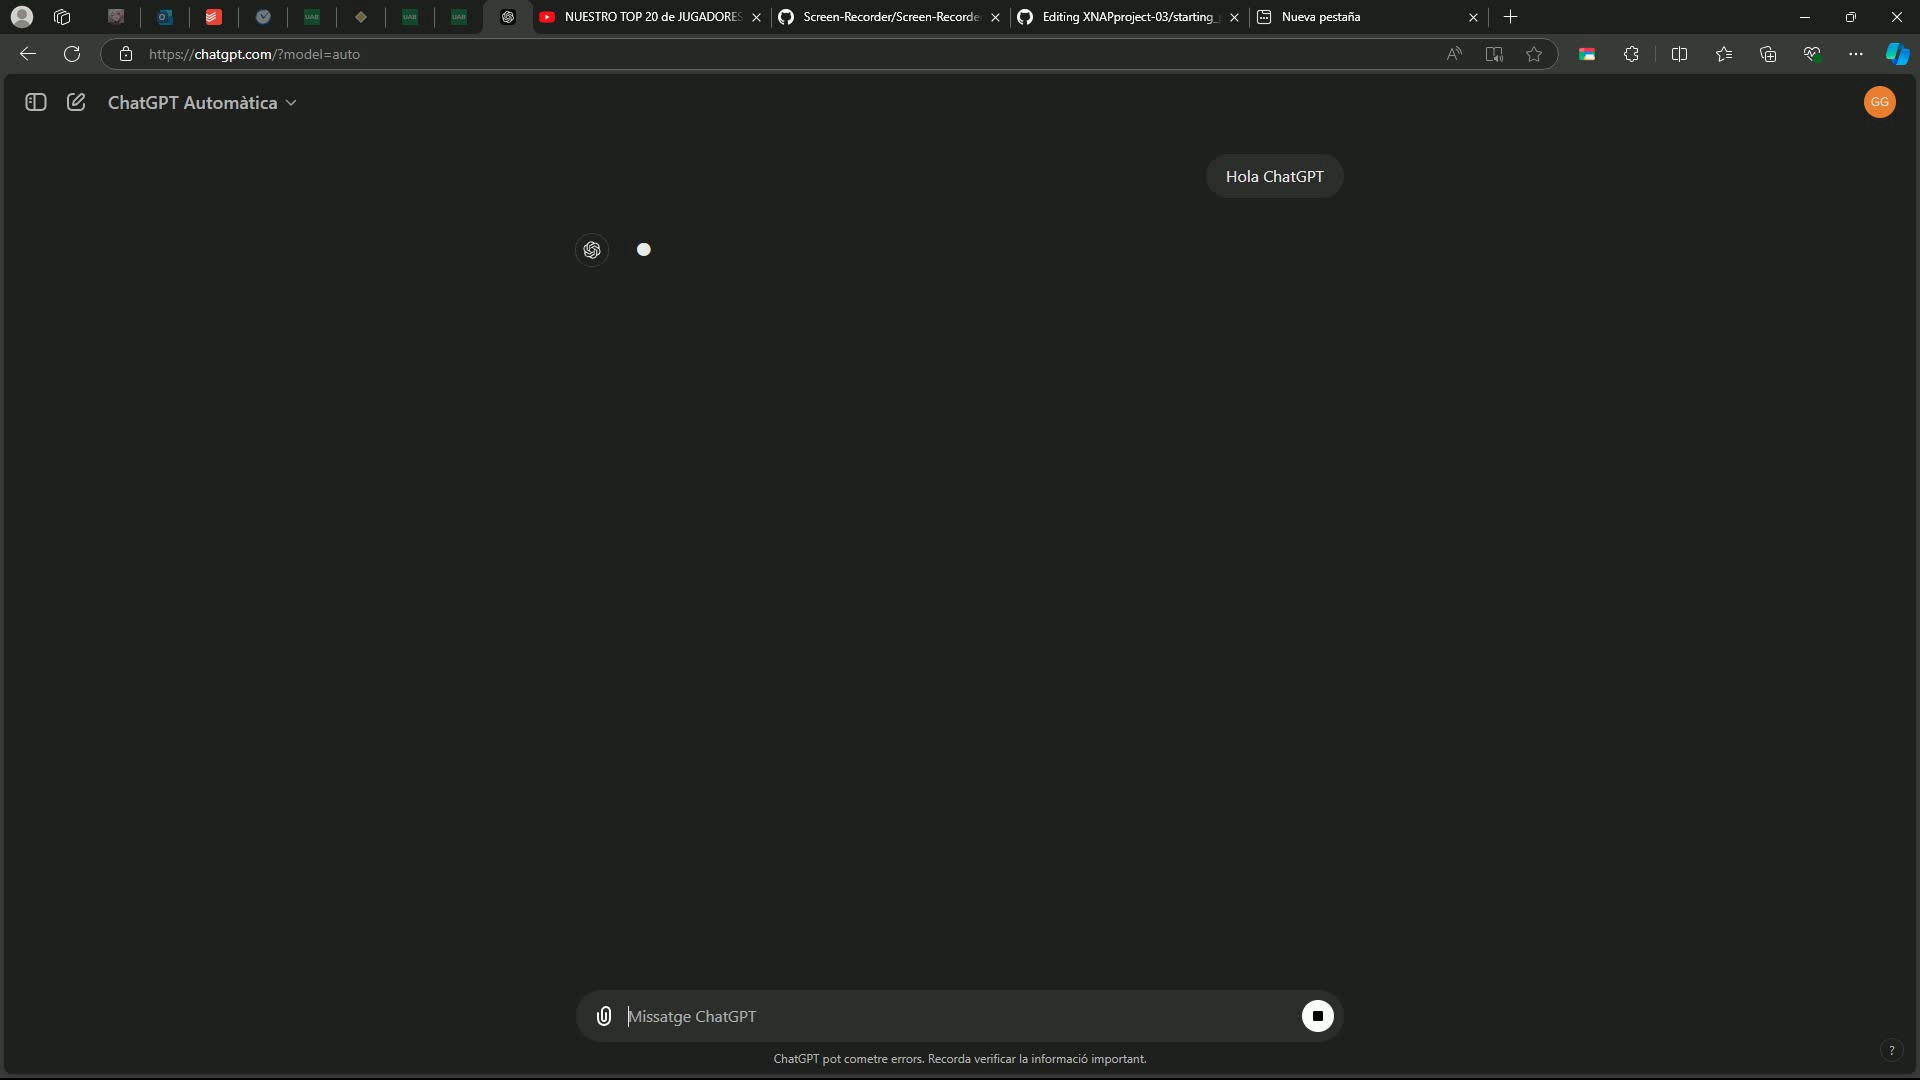 NUESTRO TOP 20 de JUGADORES
Screen-Recorder/Screen-Recorde
Editing XNAPproject-03/starting_
Nueva pestaña
https://chatgpt.com/?model=auto
ChatGPT Automàtica
GG
Hola ChatGPT
Missatge ChatGPT
ChatGPT pot cometre errors. Recorda verificar la informació important.
?